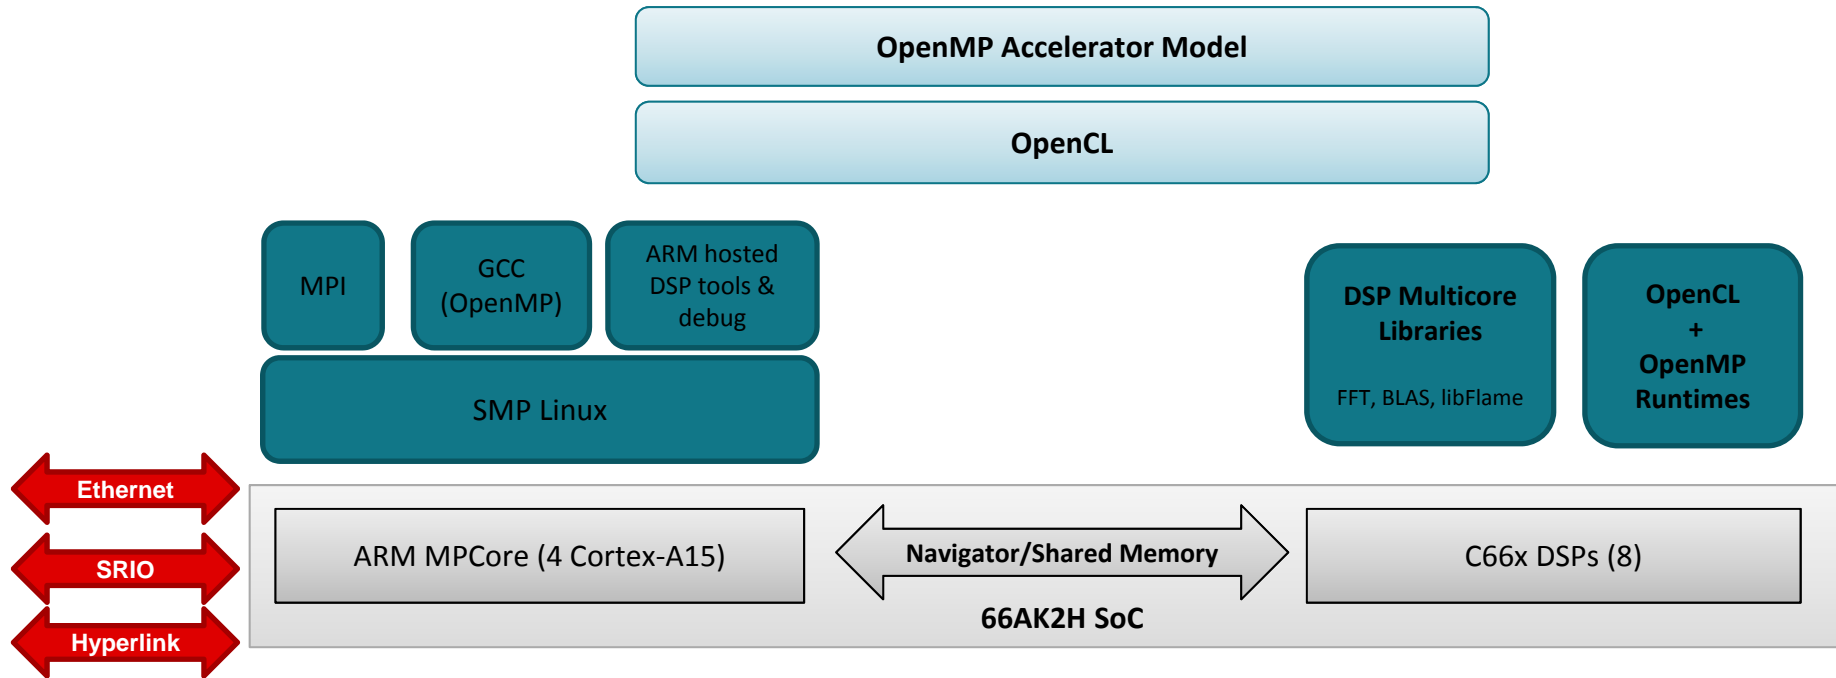 OpenMP Accelerator Model
OpenCL
MPI
GCC
(OpenMP)
ARM hosted
DSP tools &
debug
DSP Multicore
Libraries
FFT, BLAS, libFlame
OpenCL
+
OpenMP
Runtimes
SMP Linux
Ethernet
SRIO
Hyperlink
ARM MPCore (4 Cortex-A15)
Navigator/Shared Memory
C66x DSPs (8)
66AK2H SoC